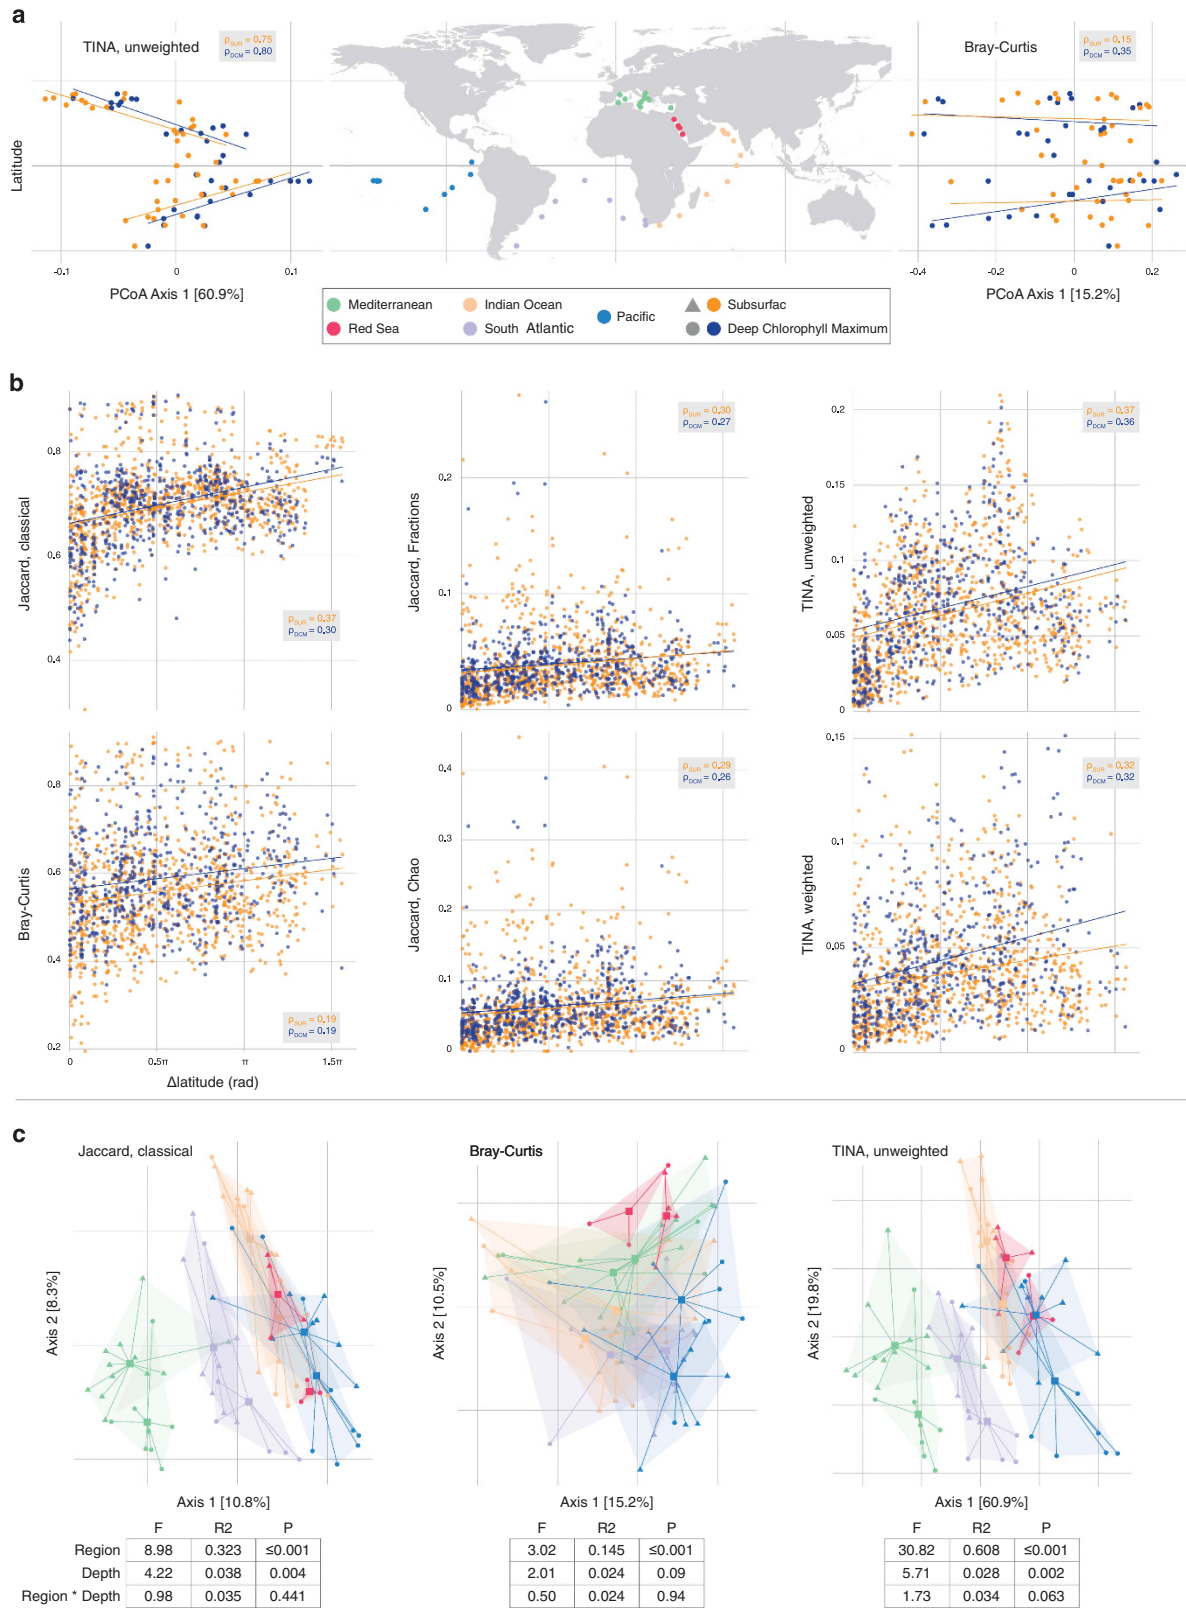 a
TINA, unweighted
ρSUR = 0.75
ρDCM = 0.80
Bray-Curtis
ρSUR = 0.15
ρDCM = 0.35
Latitude
-0.1
0
0.1
-0.4
-0.2
0
0.2
PCoA Axis 1 [60.9%]
PCoA Axis 1 [15.2%]
Mediterranean
Indian Ocean
Pacific
Subsurfac
Red Sea
South Atlantic
Deep Chlorophyll Maximum
b
Jaccard, classical
0.8
0.6
0.4
ρSUR = 0.37
ρDCM = 0.30
Jaccard, Fractions
0.2
0.1
0
ρSUR = 0.30
ρDCM = 0.27
TINA, unweighted
0.2
0.15
0.1
0.05
0
ρSUR = 0.37
ρDCM = 0.36
Bray-Curtis
0.8
0.6
0.4
0.2
ρSUR = 0.19
ρDCM = 0.19
0
0.5π
π
1.5π
Δlatitude (rad)
Jaccard, Chao
0.4
0.3
0.2
0.1
0
ρSUR = 0.29
ρDCM = 0.26
TINA, weighted
0.15
0.1
0.05
0
ρSUR = 0.32
ρDCM = 0.32
c
Jaccard, classical
Axis 2 [8.3%]
Axis 1 [10.8%]
Bray-Curtis
Axis 2 [10.5%]
Axis 1 [15.2%]
TINA, unweighted
Axis 2 [19.8%]
Axis 1 [60.9%]
F R2 P
Region 8.98 0.323 ≤0.001
Depth 4.22 0.038 0.004
Region * Depth 0.98 0.035 0.441
F R2 P
3.02 0.145 ≤0.001
2.01 0.024 0.09
0.50 0.024 0.94
F R2 P
30.82 0.608 ≤0.001
5.71 0.028 0.002
1.73 0.034 0.063